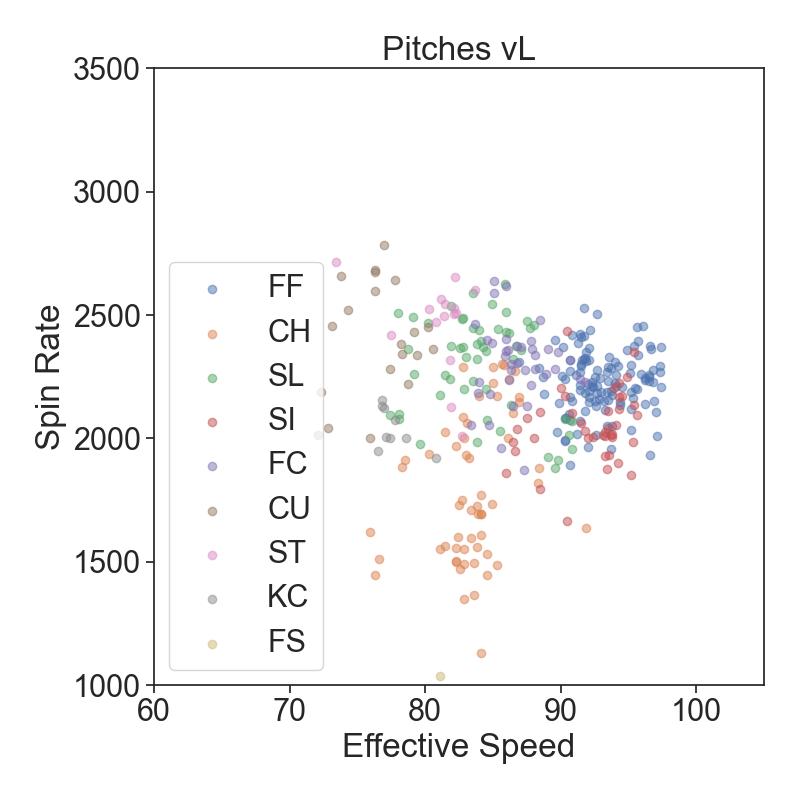 Pitches vL
3500
3000
2500
2000
1500
1000
Spin Rate
FF
CH
SL
SI
FC
CU
ST
KC
FS
60 70 80 90 100
Effective Speed